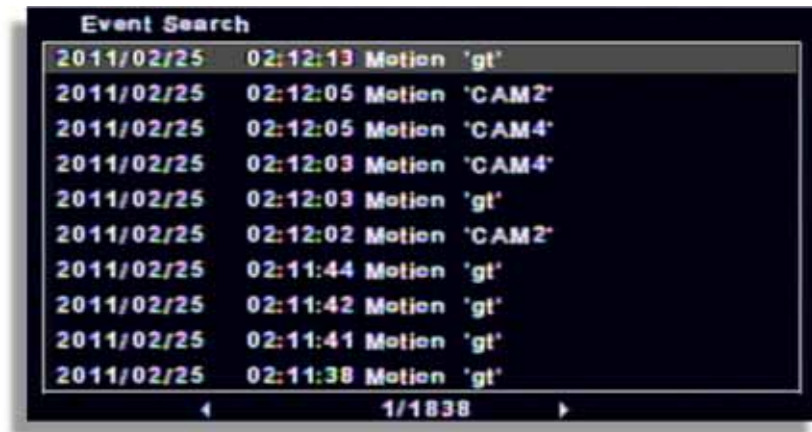 Event Search
2011/02/25 02:12:13 Motion 'gt'
2011/02/25 02:12:05 Motion 'CAM2'
2011/02/25 02:12:05 Motion 'CAM4'
2011/02/25 02:12:03 Motion 'CAM4'
2011/02/25 02:12:03 Motion 'gt'
2011/02/25 02:12:02 Motion 'CAM2'
2011/02/25 02:11:44 Motion 'gt'
2011/02/25 02:11:42 Motion 'gt'
2011/02/25 02:11:41 Motion 'gt'
2011/02/25 02:11:38 Motion 'gt'
1/1838